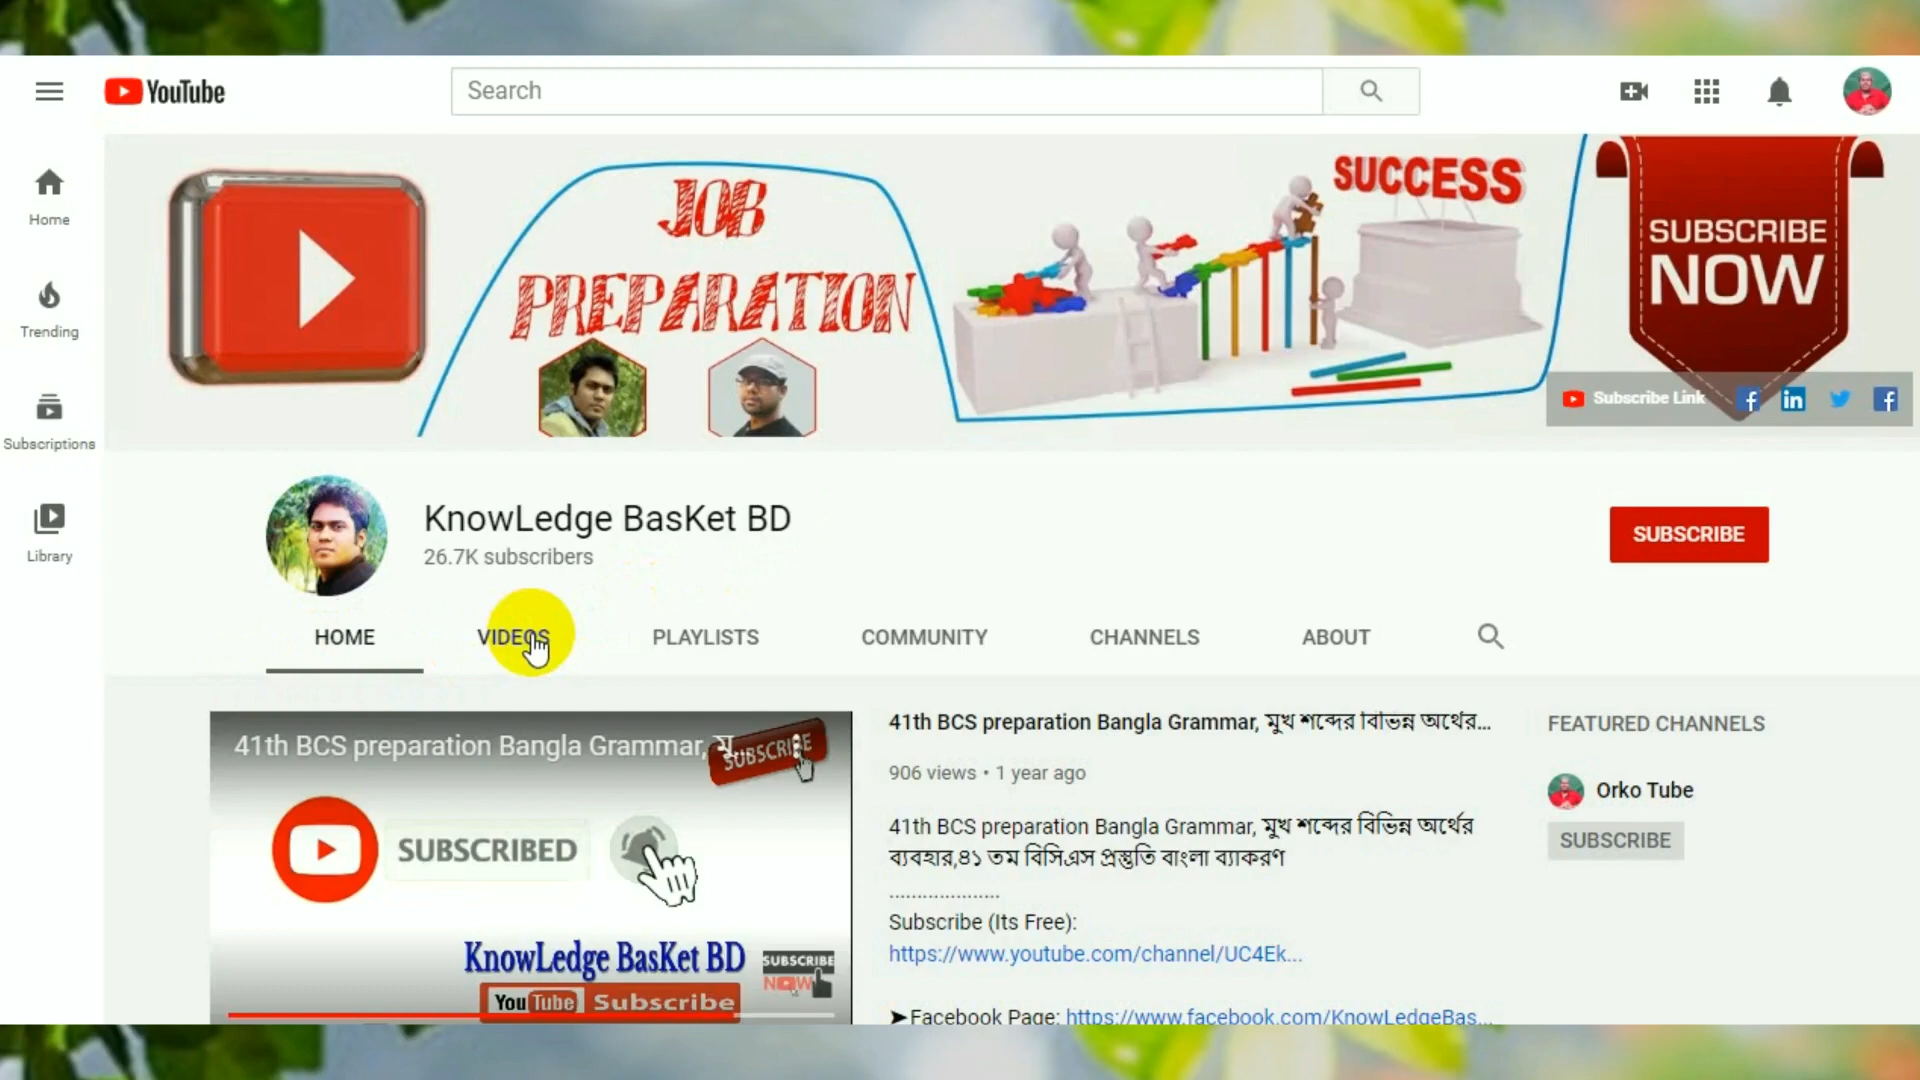 YouTube
Search
Home
Trending
Subscriptions
Library
JOB
PREPARATION
SUCCESS
SUBSCRIBE
NOW
Subscribe Link
KnowLedge BasKet BD
26.7K subscribers
SUBSCRIBE
HOME
VIDEOS
PLAYLISTS
COMMUNITY
CHANNELS
ABOUT
41th BCS preparation Bangla Grammar, মু...
SUBSCRIBE
SUBSCRIBED
KnowLedge BasKet BD
SUBSCRIBE
NOW
YouTube Subscribe
41th BCS preparation Bangla Grammar, মুখ শব্দের বিভিন্ন অর্থের...
906 views • 1 year ago
41th BCS preparation Bangla Grammar, মুখ শব্দের বিভিন্ন অর্থের
ব্যবহার,৪১ তম বিসিএস প্রস্তুতি বাংলা ব্যাকরণ
....................
Subscribe (Its Free):
https://www.youtube.com/channel/UC4Ek...
➤Facebook Page: https://www.facebook.com/KnowLedgeBas...
FEATURED CHANNELS
Orko Tube
SUBSCRIBE